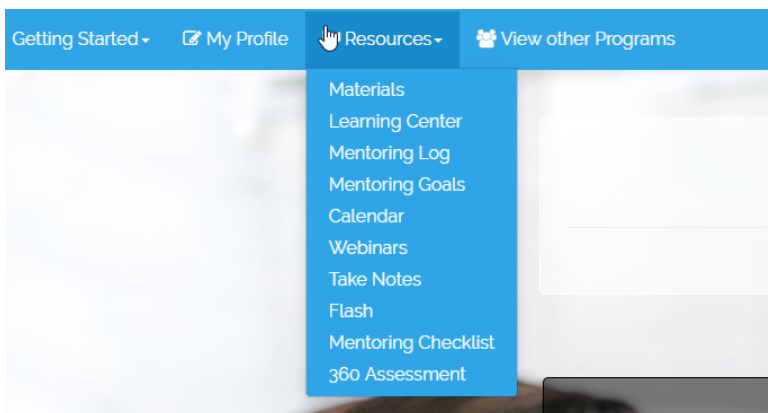 Getting Started My Profile Resources View other Programs
Materials
Learning Center
Mentoring Log
Mentoring Goals
Calendar
Webinars
Take Notes
Flash
Mentoring Checklist
360 Assessment